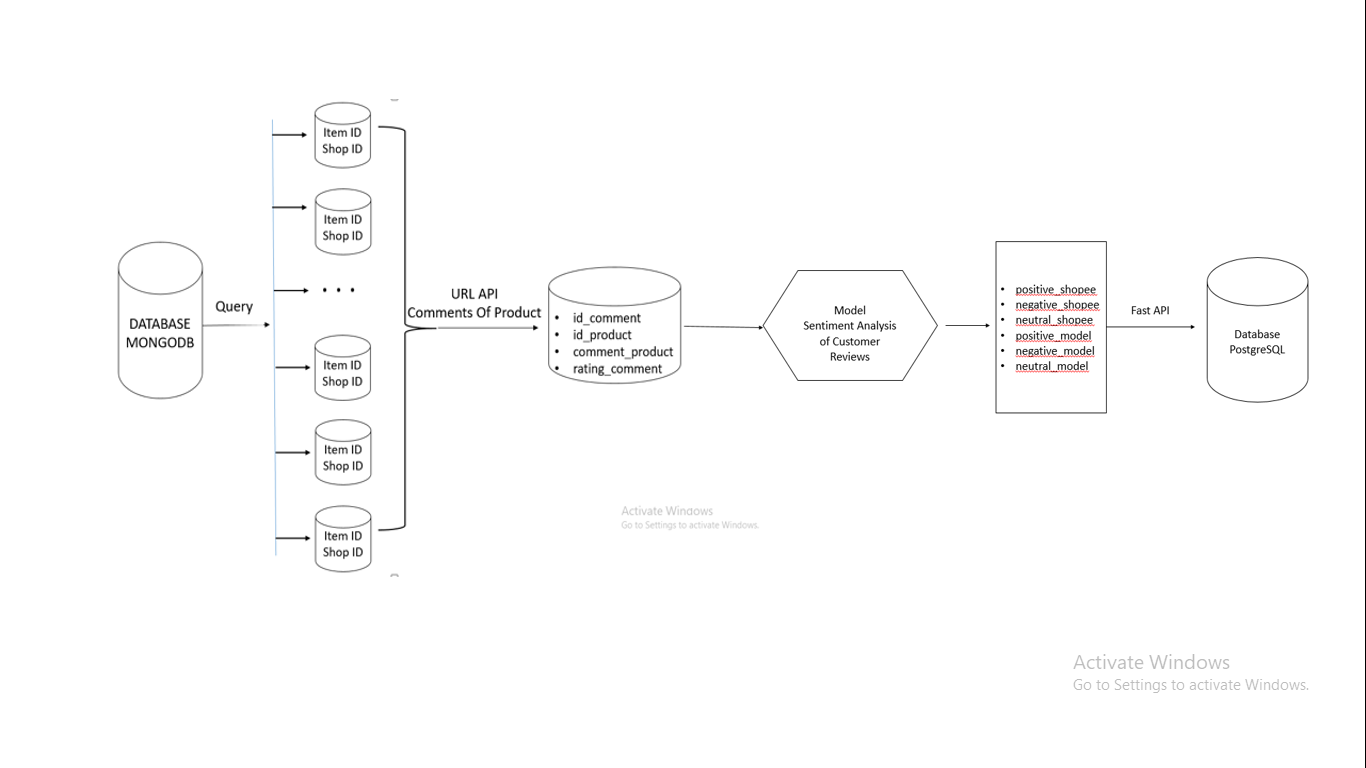 DATABASE
MONGODB
Query
Item ID
Shop ID
Item ID
Shop ID
. . .
Item ID
Shop ID
Item ID
Shop ID
Item ID
Shop ID
URL API
Comments Of Product
• id_comment
• id_product
• comment_product
• rating_comment
Model
Sentiment Analysis
of Customer
Reviews
• positive_shopee
• negative_shopee
• neutral_shopee
• positive_model
• negative_model
• neutral_model
Fast API
Database
PostgreSQL
Activate Windows
Go to Settings to activate Windows.
Activate Windows
Go to Settings to activate Windows.